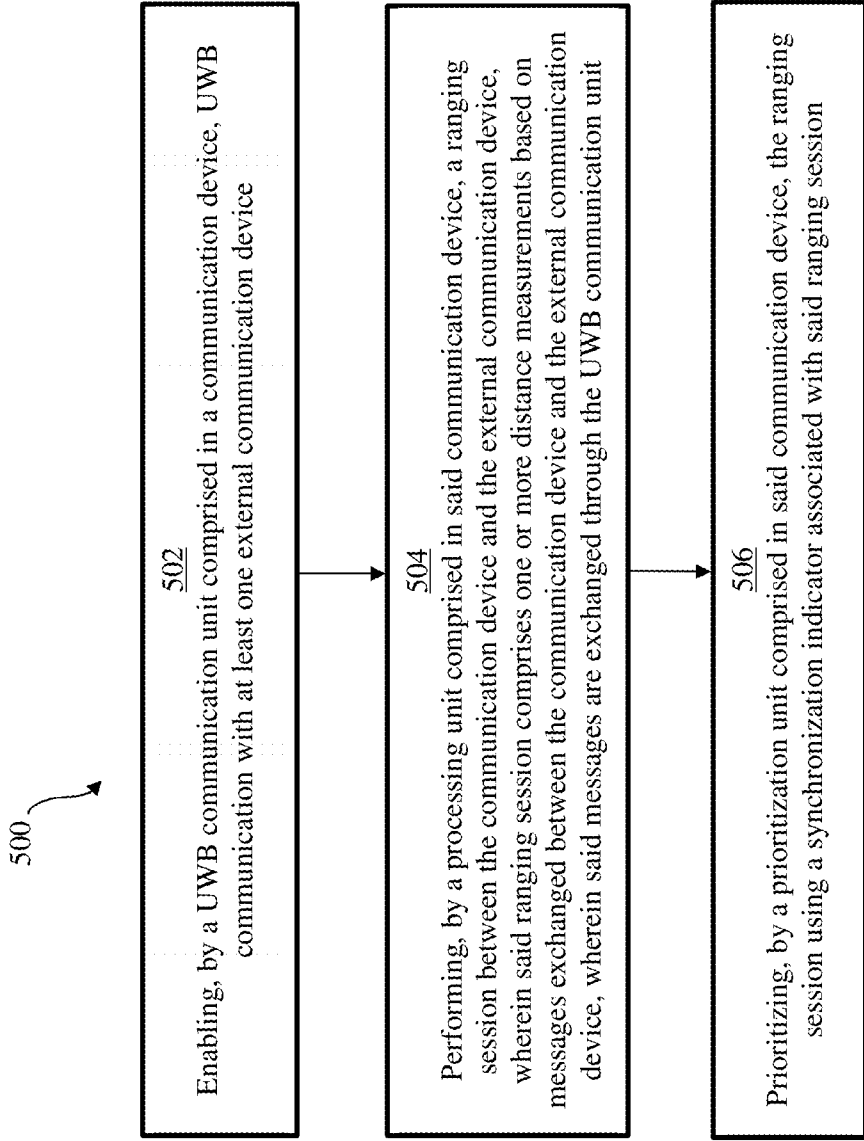 500
502
Enabling, by a UWB communication unit comprised in a communication device, UWB
communication with at least one external communication device
504
Performing, by a processing unit comprised in said communication device, a ranging
session between the communication device and the external communication device,
wherein said ranging session comprises one or more distance measurements based on
messages exchanged between the communication device and the external communication
device, wherein said messages are exchanged through the UWB communication unit
506
Prioritizing, by a prioritization unit comprised in said communication device, the ranging
session using a synchronization indicator associated with said ranging session